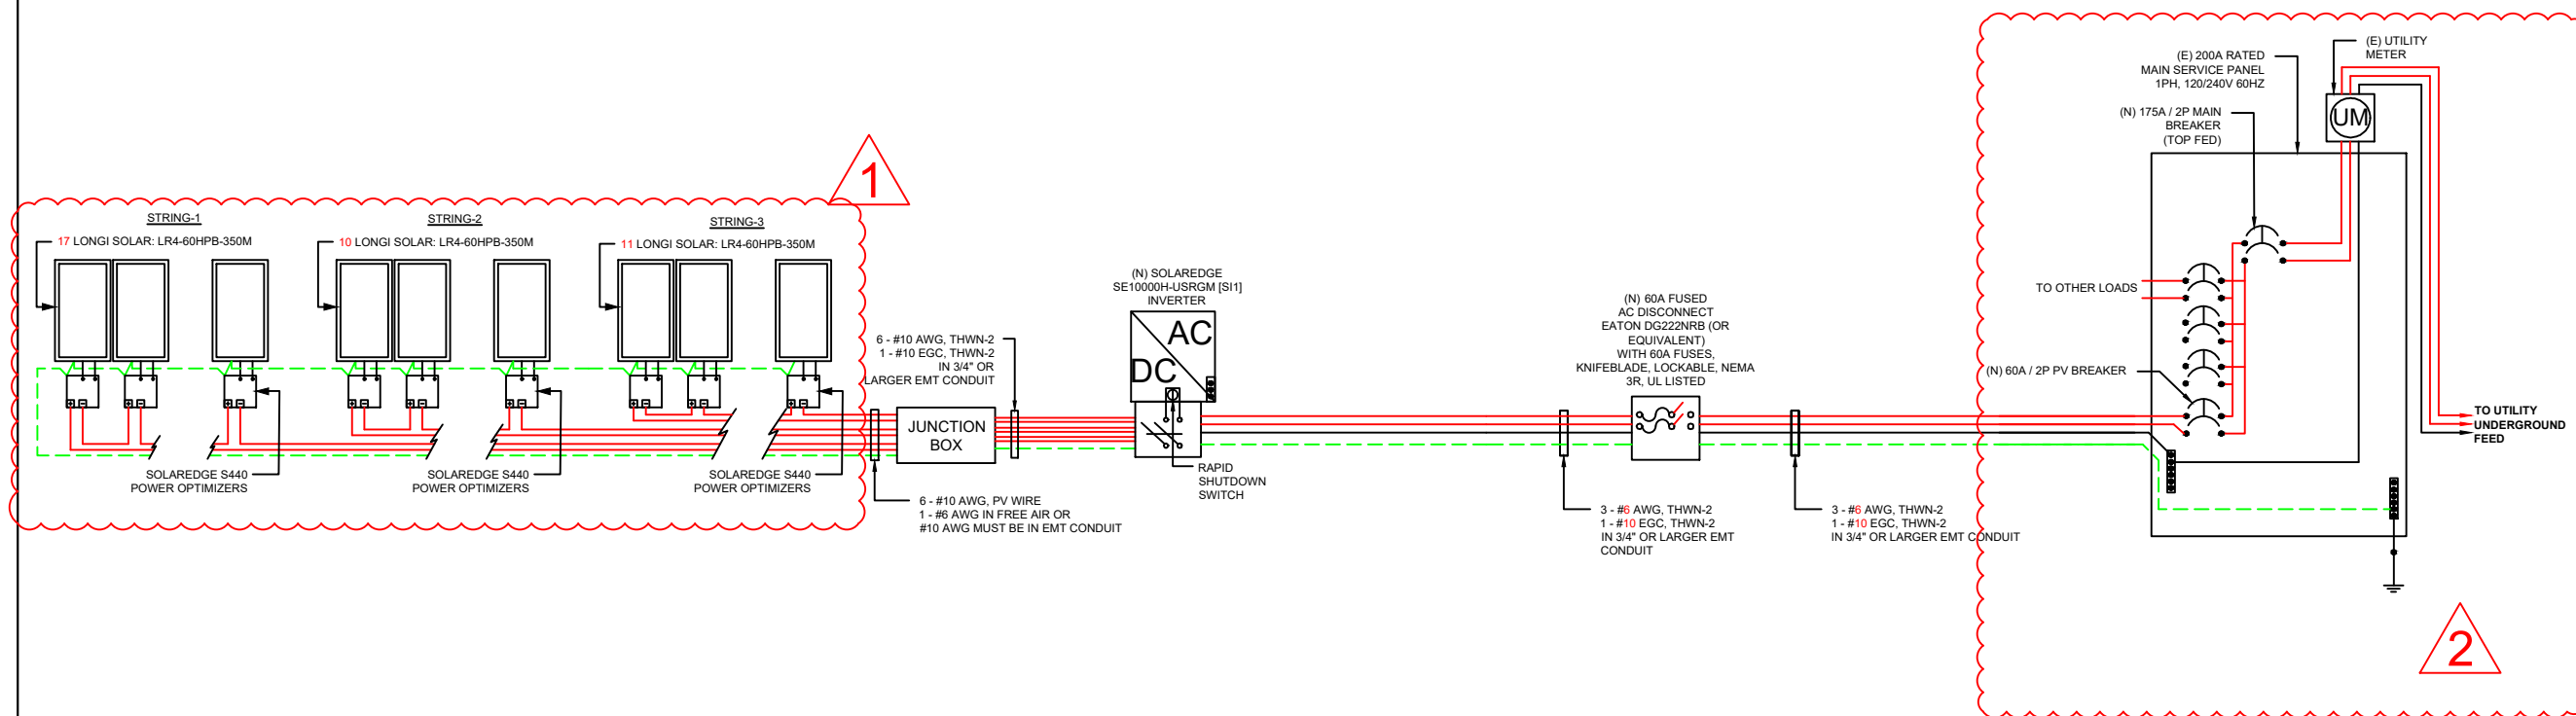 1
STRING-1
17 LONGI SOLAR: LR4-60HPB-350M
STRING-2
10 LONGI SOLAR: LR4-60HPB-350M
STRING-3
11 LONGI SOLAR: LR4-60HPB-350M
SOLAREDGE S440
POWER OPTIMIZERS
SOLAREDGE S440
POWER OPTIMIZERS
SOLAREDGE S440
POWER OPTIMIZERS
6 - #10 AWG, THWN-2
1 - #10 EGC, THWN-2
IN 3/4" OR
LARGER EMT CONDUIT
JUNCTION
BOX
6 - #10 AWG, PV WIRE
1 - #6 AWG IN FREE AIR OR
#10 AWG MUST BE IN EMT CONDUIT
(N) SOLAREDGE
SE10000H-USRGM [SI1]
INVERTER
AC
DC
RAPID
SHUTDOWN
SWITCH
(N) 60A FUSED
AC DISCONNECT
EATON DG222NRB (OR
EQUIVALENT)
WITH 60A FUSES,
KNIFEBLADE, LOCKABLE, NEMA
3R, UL LISTED
3 - #6 AWG, THWN-2
1 - #10 EGC, THWN-2
IN 3/4" OR LARGER EMT
CONDUIT
3 - #6 AWG, THWN-2
1 - #10 EGC, THWN-2
IN 3/4" OR LARGER EMT CONDUIT
(E) UTILITY
METER
(E) 200A RATED
MAIN SERVICE PANEL
1PH, 120/240V 60HZ
UM
(N) 175A / 2P MAIN
BREAKER
(TOP FED)
TO OTHER LOADS
(N) 60A / 2P PV BREAKER
TO UTILITY
UNDERGROUND
FEED
2